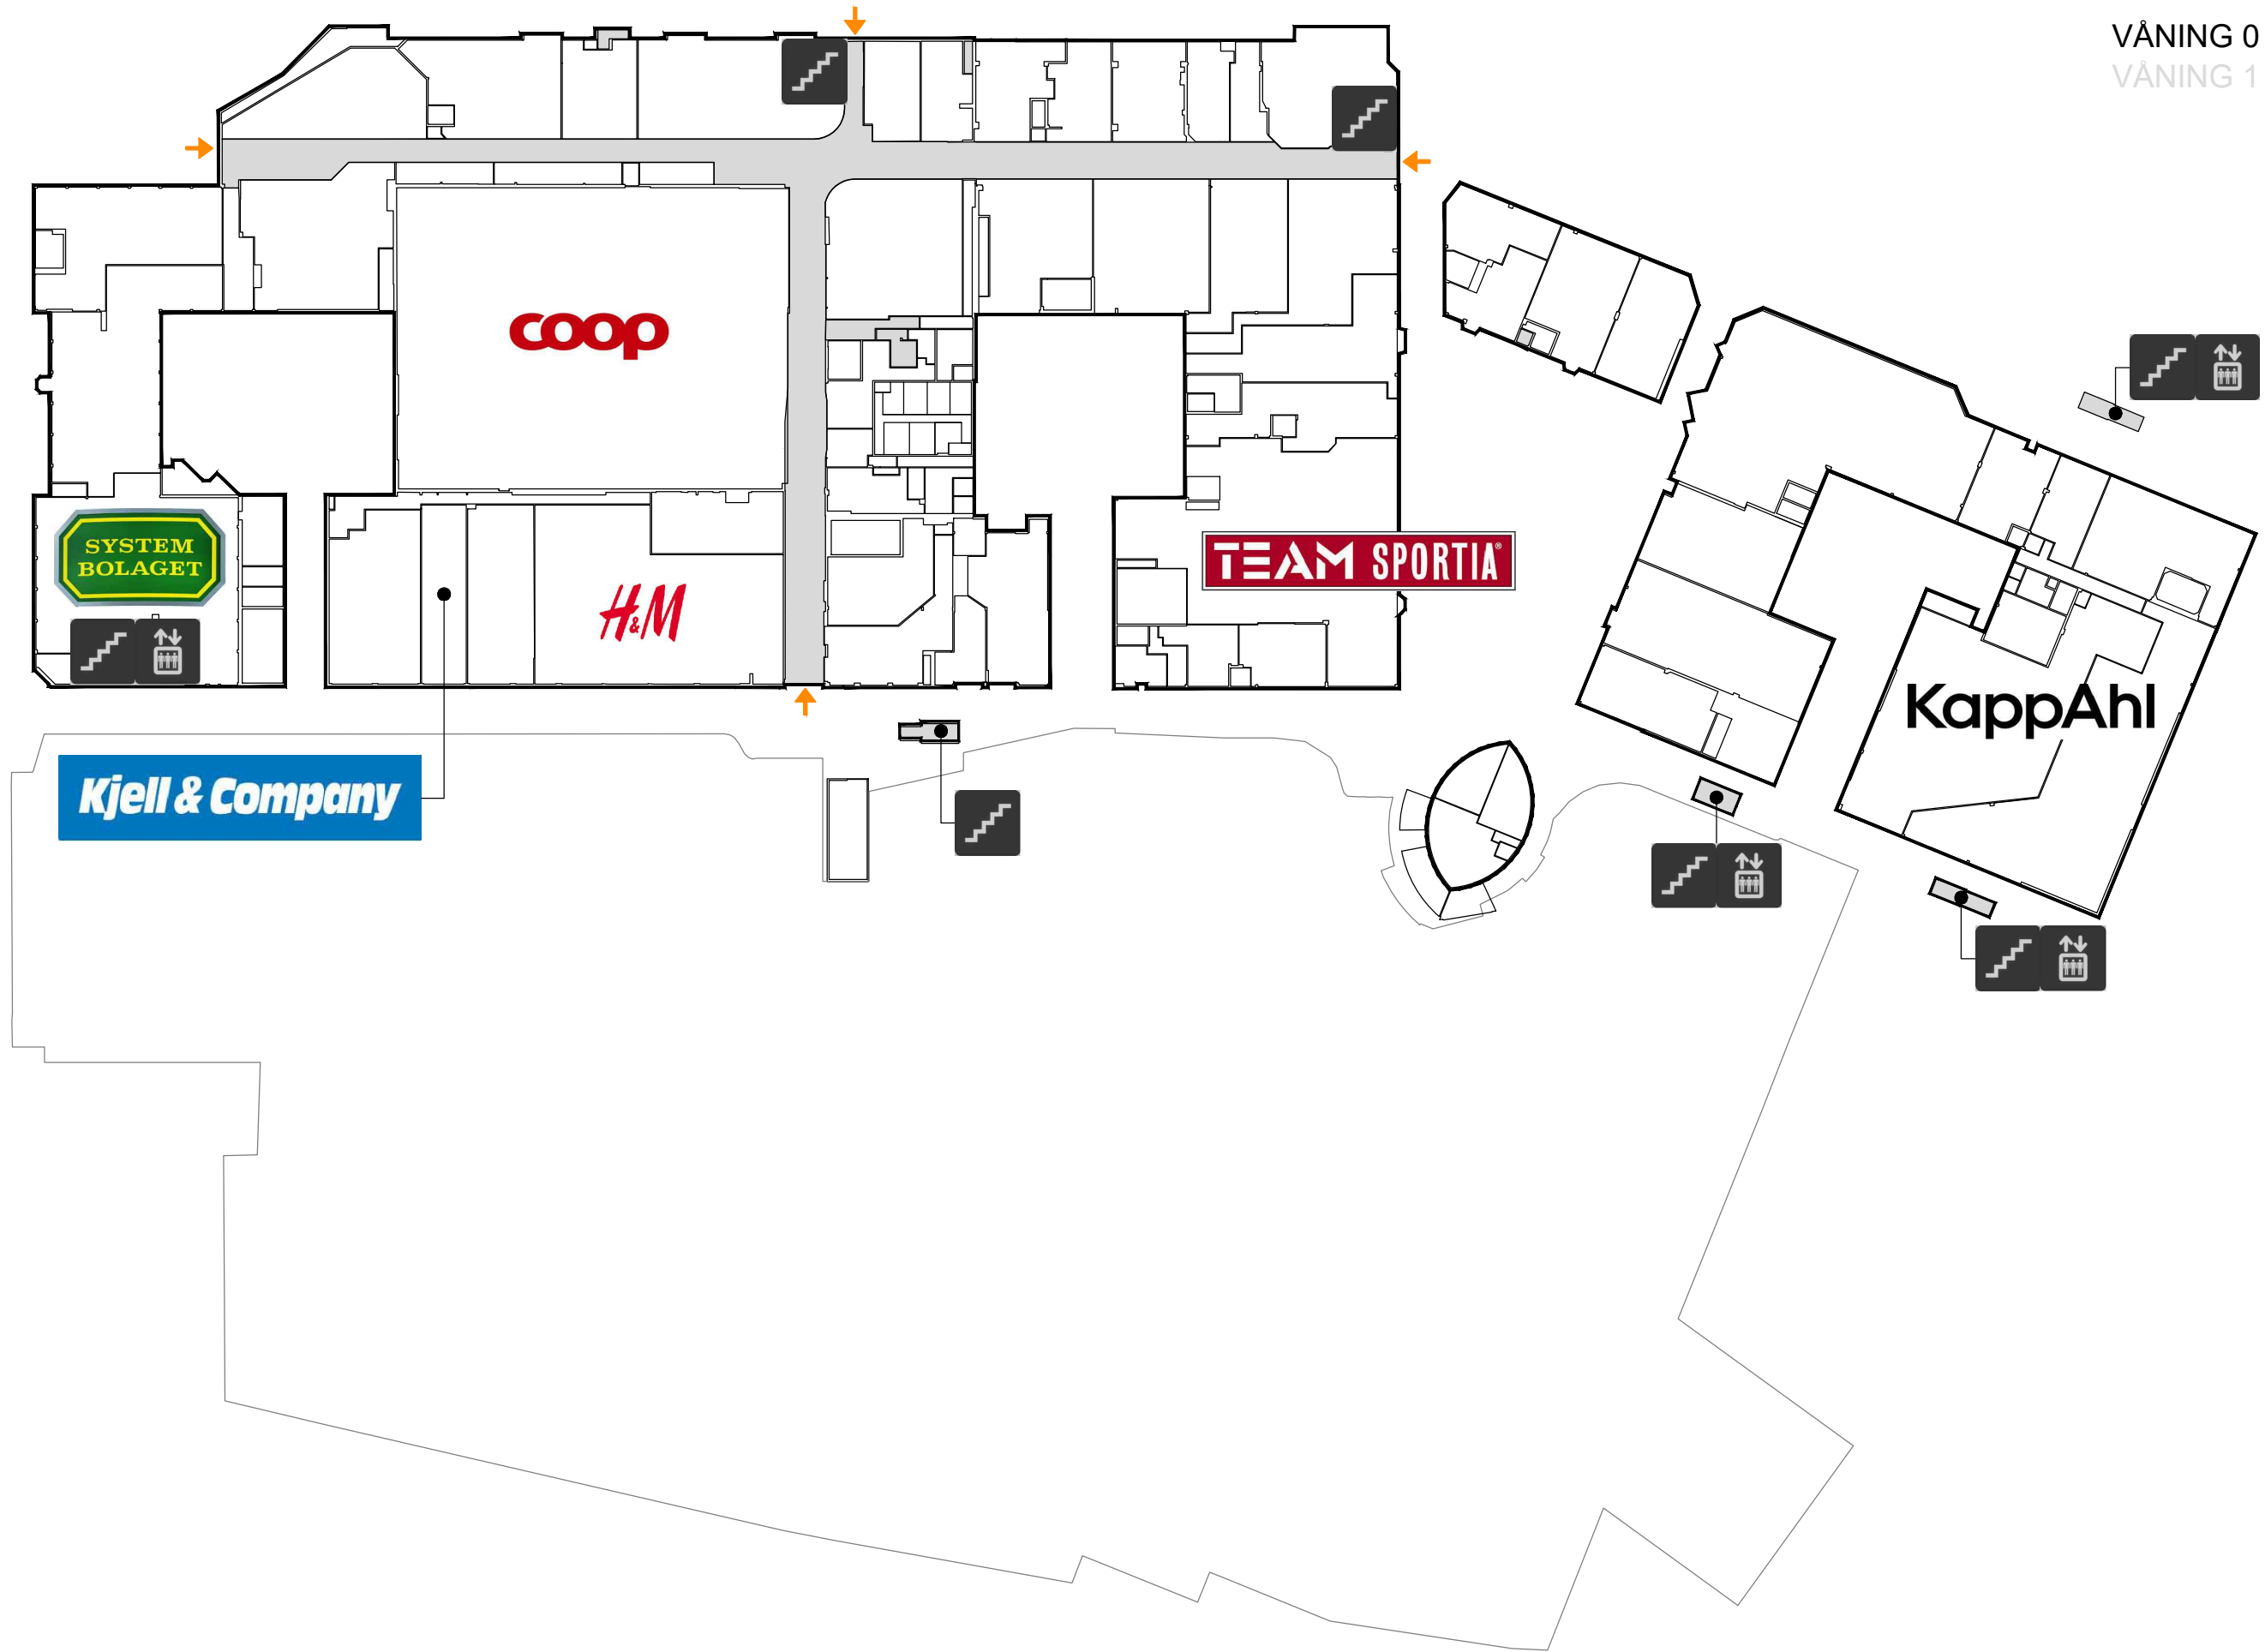 VÅNING 0
VÅNING 1
coop
SYSTEM
BOLAGET
TEAM SPORTIA®
H&M
KappAhl
Kjell & Company